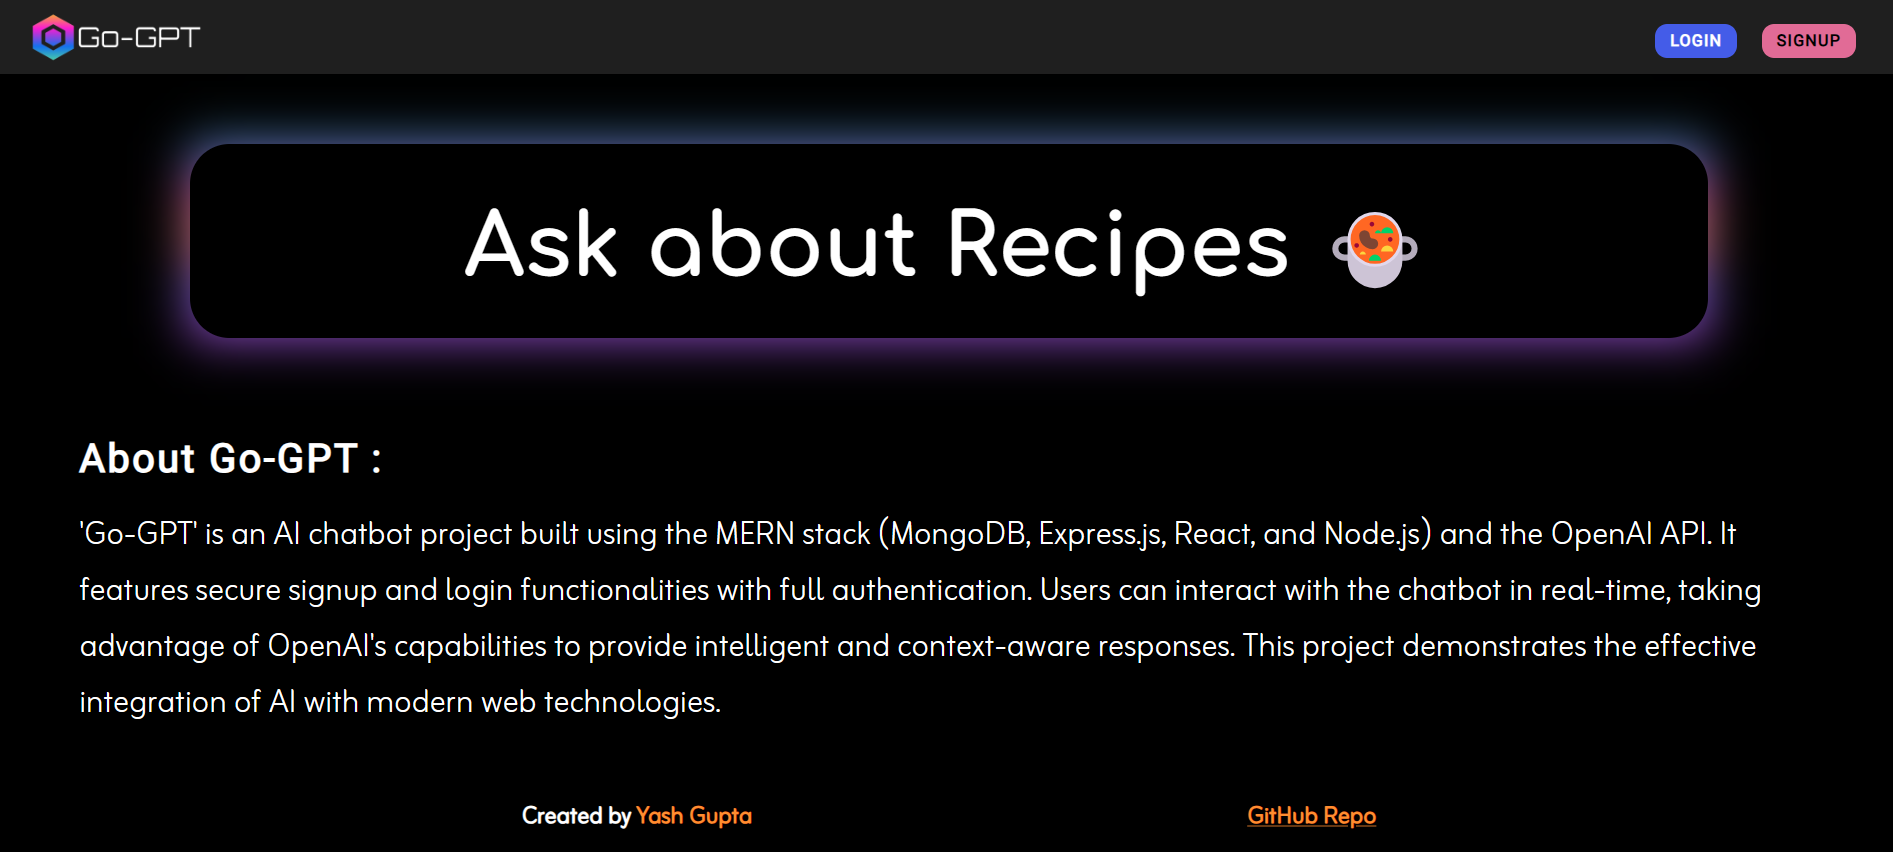 Go-GPT
LOGIN
SIGNUP
Ask about Recipes
About Go-GPT :
'Go-GPT' is an AI chatbot project built using the MERN stack (MongoDB, Express.js, React, and Node.js) and the OpenAI API. It
features secure signup and login functionalities with full authentication. Users can interact with the chatbot in real-time, taking
advantage of OpenAI's capabilities to provide intelligent and context-aware responses. This project demonstrates the effective
integration of AI with modern web technologies.
Created by Yash Gupta
GitHub Repo